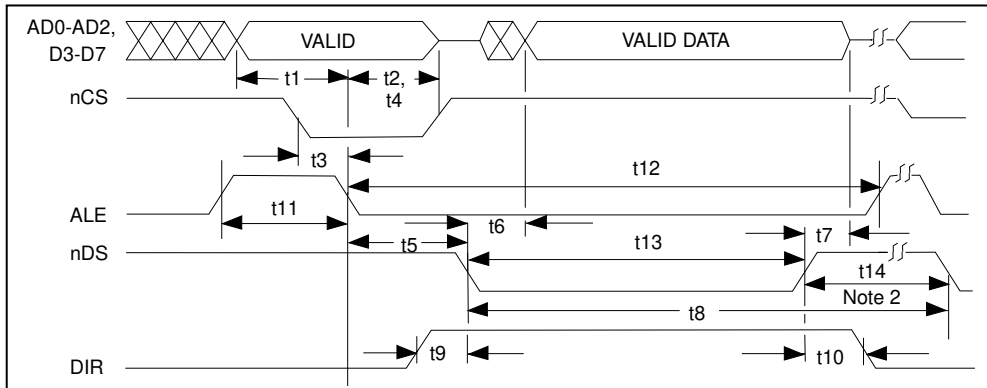 AD0-AD2,
D3-D7
VALID
VALID DATA
t1
t2,
t4
nCS
t3
t12
ALE
t11
t6
t7
t5
t13
nDS
t14
Note 2
t8
t9
t10
DIR